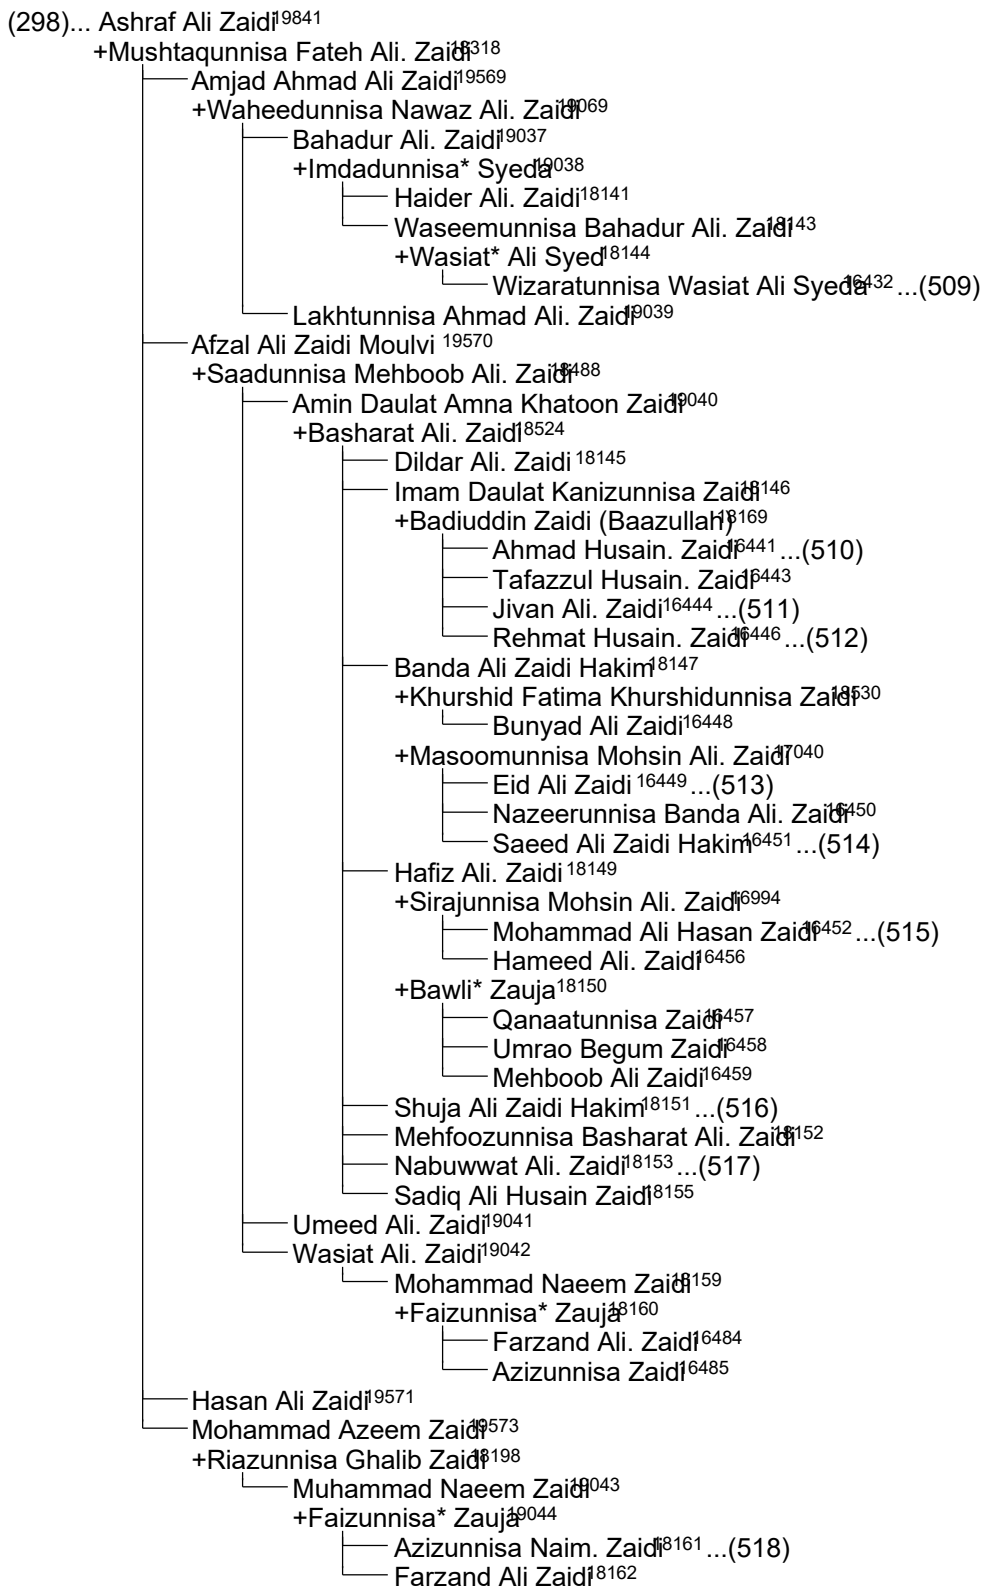 (298)... Ashraf Ali Zaidi19841
+Mushtaqunnisa Fateh Ali. Zaidi18318
Amjad Ahmad Ali Zaidi19569
+Waheedunnisa Nawaz Ali. Zaidi19069
Bahadur Ali. Zaidi19037
+Imdadunnisa* Syeda19038
Haider Ali. Zaidi18141
Waseemunnisa Bahadur Ali. Zaidi18143
+Wasiat* Ali Syed18144
Wizaratunnisa Wasiat Ali Syeda16432 ...(509)
Lakhtunnisa Ahmad Ali. Zaidi19039
Afzal Ali Zaidi Moulvi 19570
+Saadunnisa Mehboob Ali. Zaidi18488
Amin Daulat Amna Khatoon Zaidi19040
+Basharat Ali. Zaidi18524
Dildar Ali. Zaidi 18145
Imam Daulat Kanizunnisa Zaidi18146
+Badiuddin Zaidi (Baazullah)18169
Ahmad Husain. Zaidi16441 ...(510)
Tafazzul Husain. Zaidi16443
Jivan Ali. Zaidi16444 ...(511)
Rehmat Husain. Zaidi16446 ...(512)
Banda Ali Zaidi Hakim18147
+Khurshid Fatima Khurshidunnisa Zaidi18530
Bunyad Ali Zaidi16448
+Masoomunnisa Mohsin Ali. Zaidi17040
Eid Ali Zaidi 16449 ...(513)
Nazeerunnisa Banda Ali. Zaidi16450
Saeed Ali Zaidi Hakim16451 ...(514)
Hafiz Ali. Zaidi 18149
+Sirajunnisa Mohsin Ali. Zaidi16994
Mohammad Ali Hasan Zaidi16452 ...(515)
Hameed Ali. Zaidi16456
+Bawli* Zauja18150
Qanaatunnisa Zaidi16457
Umrao Begum Zaidi16458
Mehboob Ali Zaidi16459
Shuja Ali Zaidi Hakim18151 ...(516)
Mehfoozunnisa Basharat Ali. Zaidi18152
Nabuwwat Ali. Zaidi18153 ...(517)
Sadiq Ali Husain Zaidi18155
Umeed Ali. Zaidi19041
Wasiat Ali. Zaidi19042
Mohammad Naeem Zaidi18159
+Faizunnisa* Zauja18160
Farzand Ali. Zaidi16484
Azizunnisa Zaidi16485
Hasan Ali Zaidi19571
Mohammad Azeem Zaidi19573
+Riazunnisa Ghalib Zaidi18198
Muhammad Naeem Zaidi19043
+Faizunnisa* Zauja19044
Azizunnisa Naim. Zaidi18161 ...(518)
Farzand Ali Zaidi18162